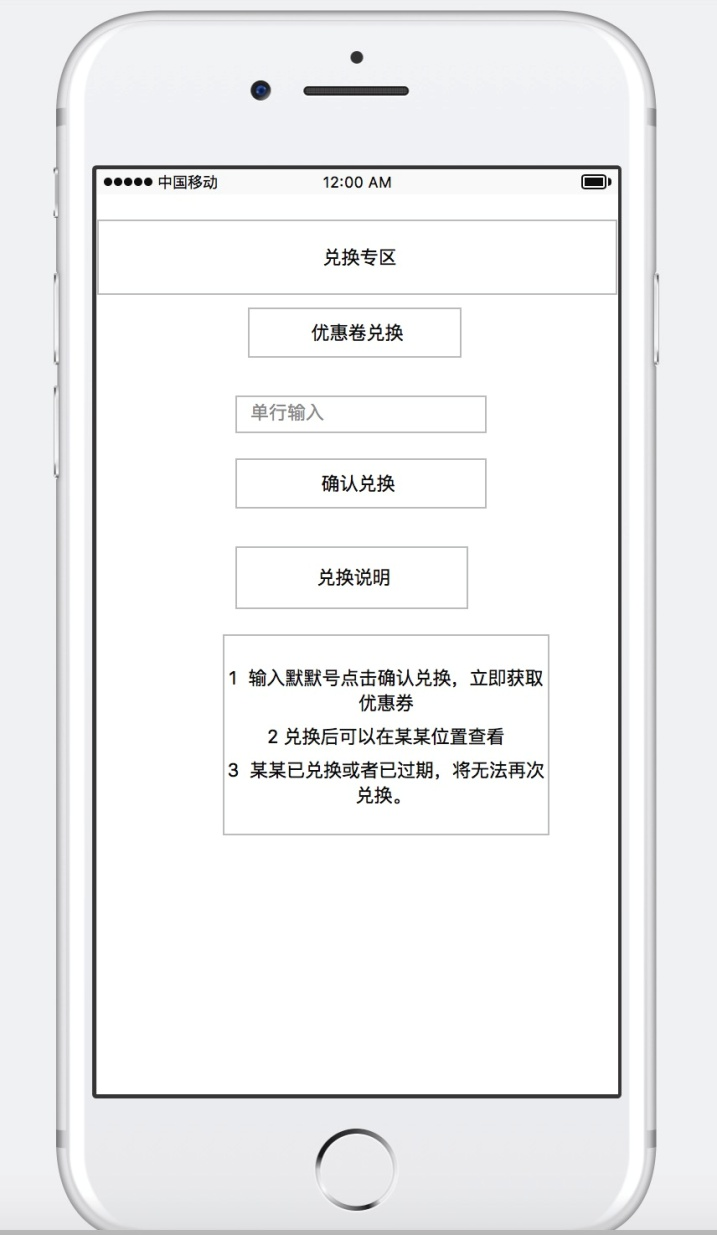 中国移动 12:00 AM
兑换专区
优惠卷兑换
单行输入
确认兑换
兑换说明
1 输入默默号点击确认兑换，立即获取
优惠券
2 兑换后可以在某某位置查看
3 某某已兑换或者已过期，将无法再次
兑换。